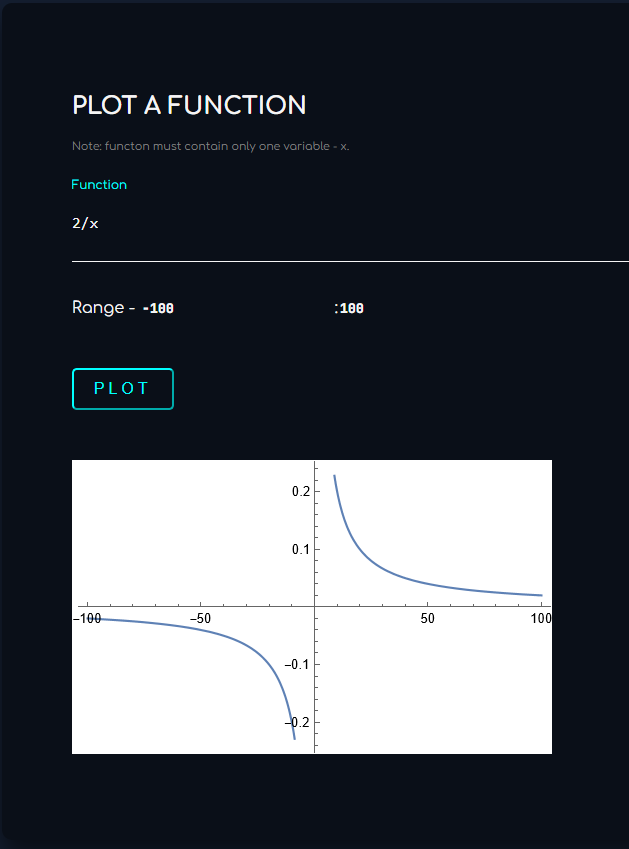 PLOT A FUNCTION
Note: functon must contain only one variable - x.
Function
2/x
Range - -100 :100
PLOT
0.2
0.1
−100 −50 50 100
−0.1
−0.2